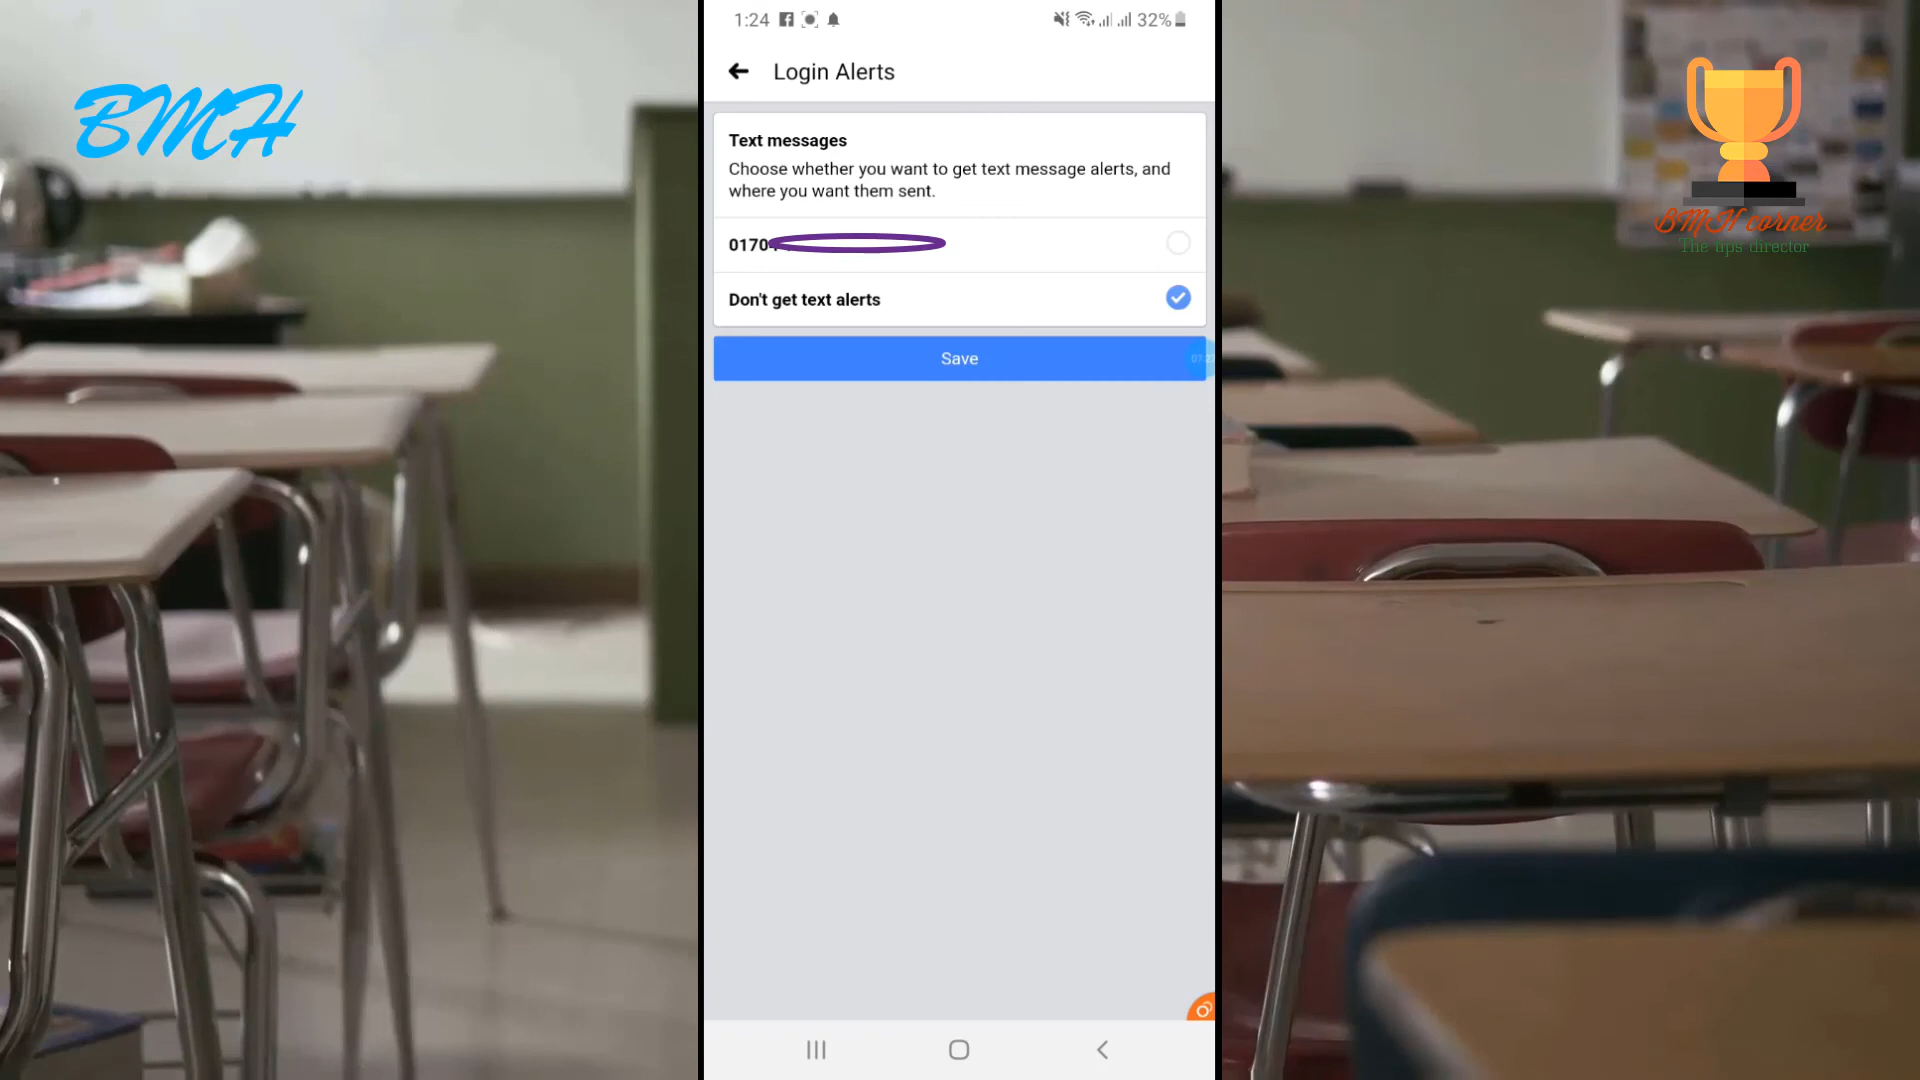 BMH
1:24
32%
Login Alerts
Text messages
Choose whether you want to get text message alerts, and
where you want them sent.
0170
Don't get text alerts
Save
BMH corner
The tips director